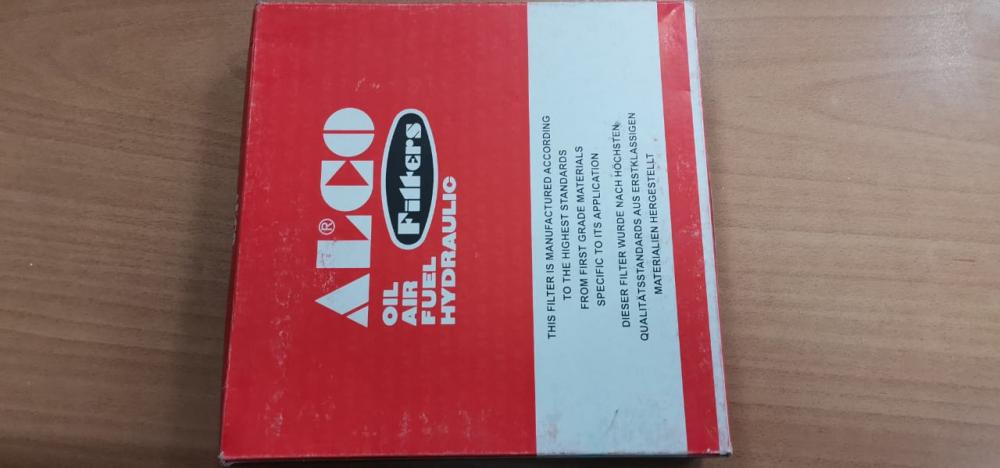 ALCO®
Filters
OIL
AIR
FUEL
HYDRAULIC
THIS FILTER IS MANUFACTURED ACCORDING
TO THE HIGHEST STANDARDS
FROM FIRST GRADE MATERIALS
SPECIFIC TO ITS APPLICATION
DIESER FILTER WURDE NACH HÖCHSTEN
QUALITÄTSSTANDARDS AUS ERSTKLASSIGEN
MATERIALIEN HERGESTELLT